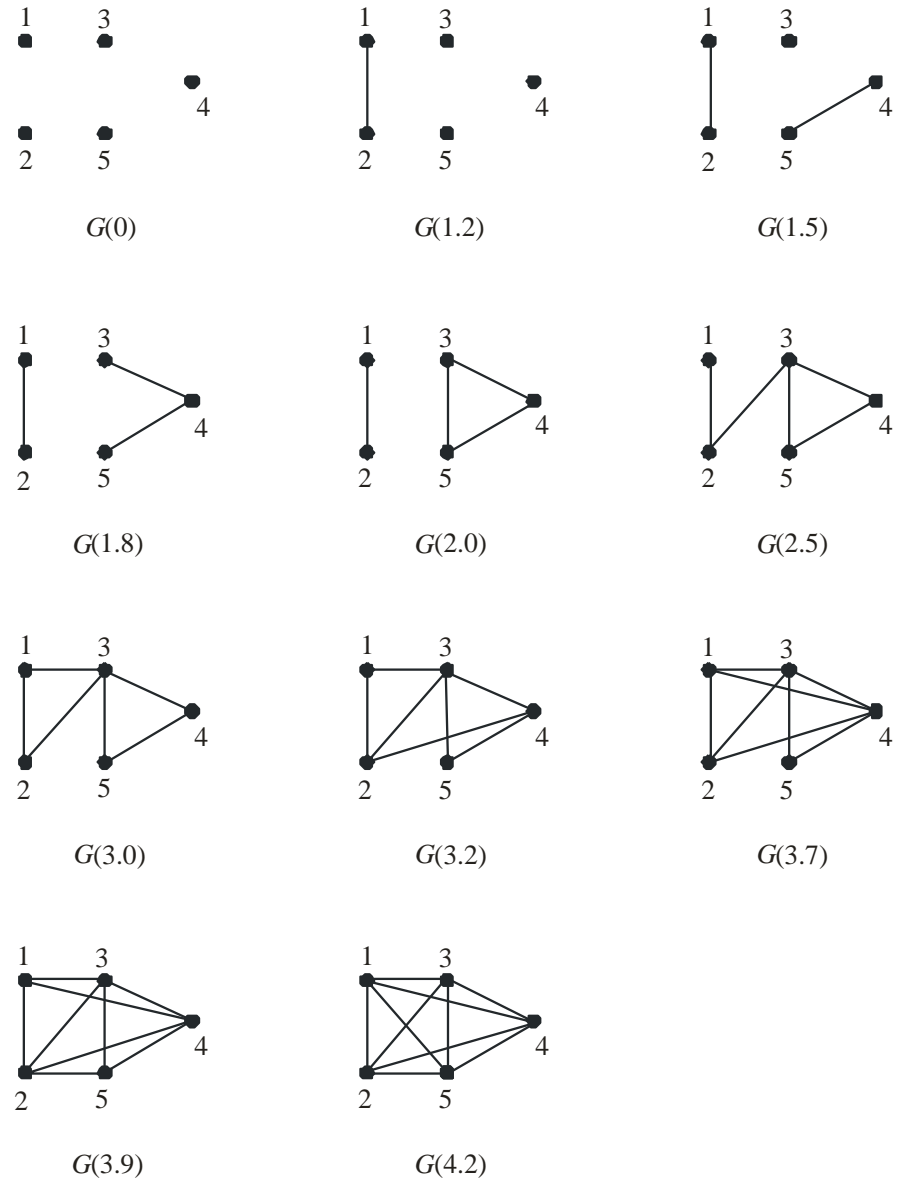 1 3 1 3 1 3
4 4 4
2 5 2 5 2 5
G(0) G(1.2) G(1.5)
1 3 1 3 1 3
4 4 4
2 5 2 5 2 5
G(1.8) G(2.0) G(2.5)
1 3 1 3 1 3
4 4 4
2 5 2 5 2 5
G(3.0) G(3.2) G(3.7)
1 3 1 3
4 4
2 5 2 5
G(3.9) G(4.2)